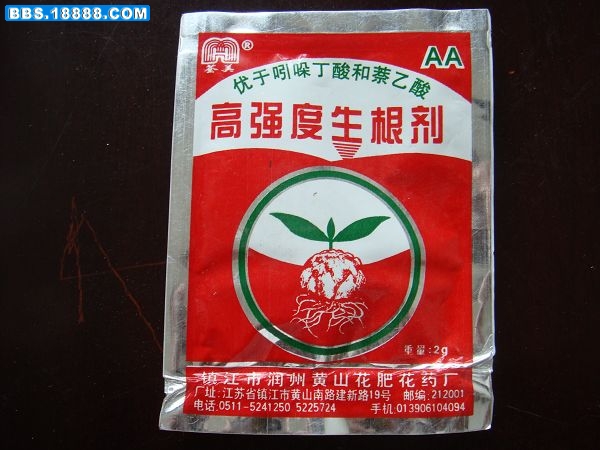 BBS.18888.COM
®
AA
优于吲哚丁酸和萘乙酸
高强度生根剂
重量:2g
镇江市润州黄山花肥花药厂
厂址:江苏省镇江市黄山南路建新路19号 邮编:212001
电话:0511-5241250 5225724 手机:013906104094